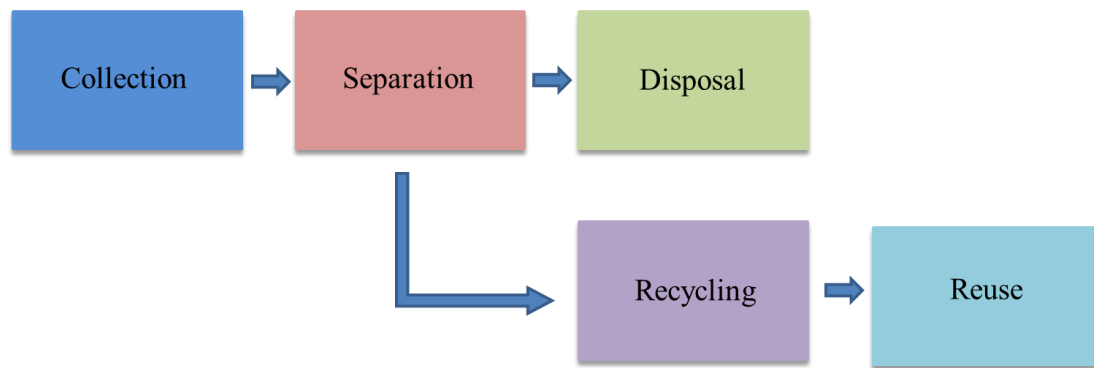 Collection
Separation
Disposal
Recycling
Reuse